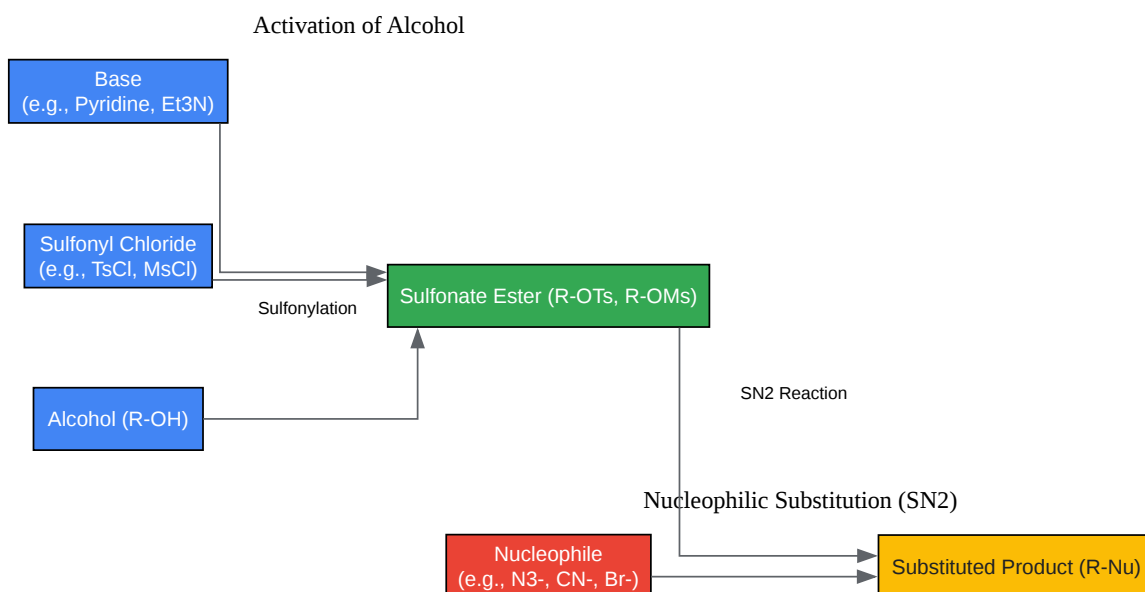 Activation of Alcohol
Base
(e.g., Pyridine, Et3N)
Sulfonyl Chloride
(e.g., TsCl, MsCl)
Sulfonylation
Sulfonate Ester (R-OTs, R-OMs)
Alcohol (R-OH)
SN2 Reaction
Nucleophilic Substitution (SN2)
Nucleophile
(e.g., N3-, CN-, Br-)
Substituted Product (R-Nu)